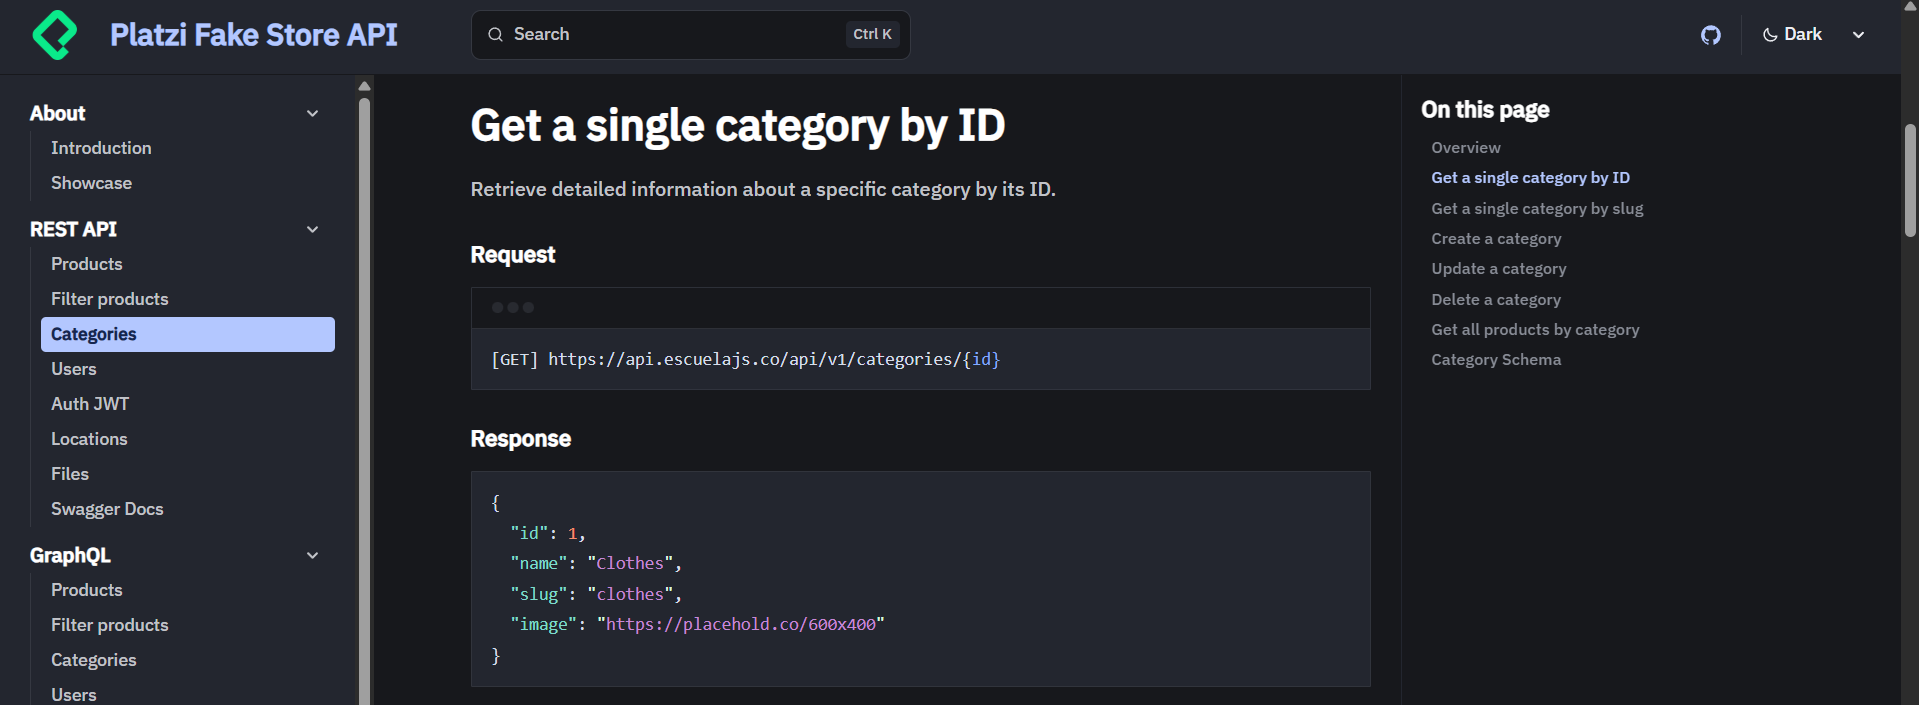 Platzi Fake Store API
Search
Ctrl K
Dark
About
Introduction
Showcase
REST API
Products
Filter products
Categories
Users
Auth JWT
Locations
Files
Swagger Docs
GraphQL
Products
Filter products
Categories
Users
Get a single category by ID
Retrieve detailed information about a specific category by its ID.
Request
[GET] https://api.escuelajs.co/api/v1/categories/{id}
Response
{
  "id": 1,
  "name": "Clothes",
  "slug": "clothes",
  "image": "https://placehold.co/600x400"
}
On this page
Overview
Get a single category by ID
Get a single category by slug
Create a category
Update a category
Delete a category
Get all products by category
Category Schema